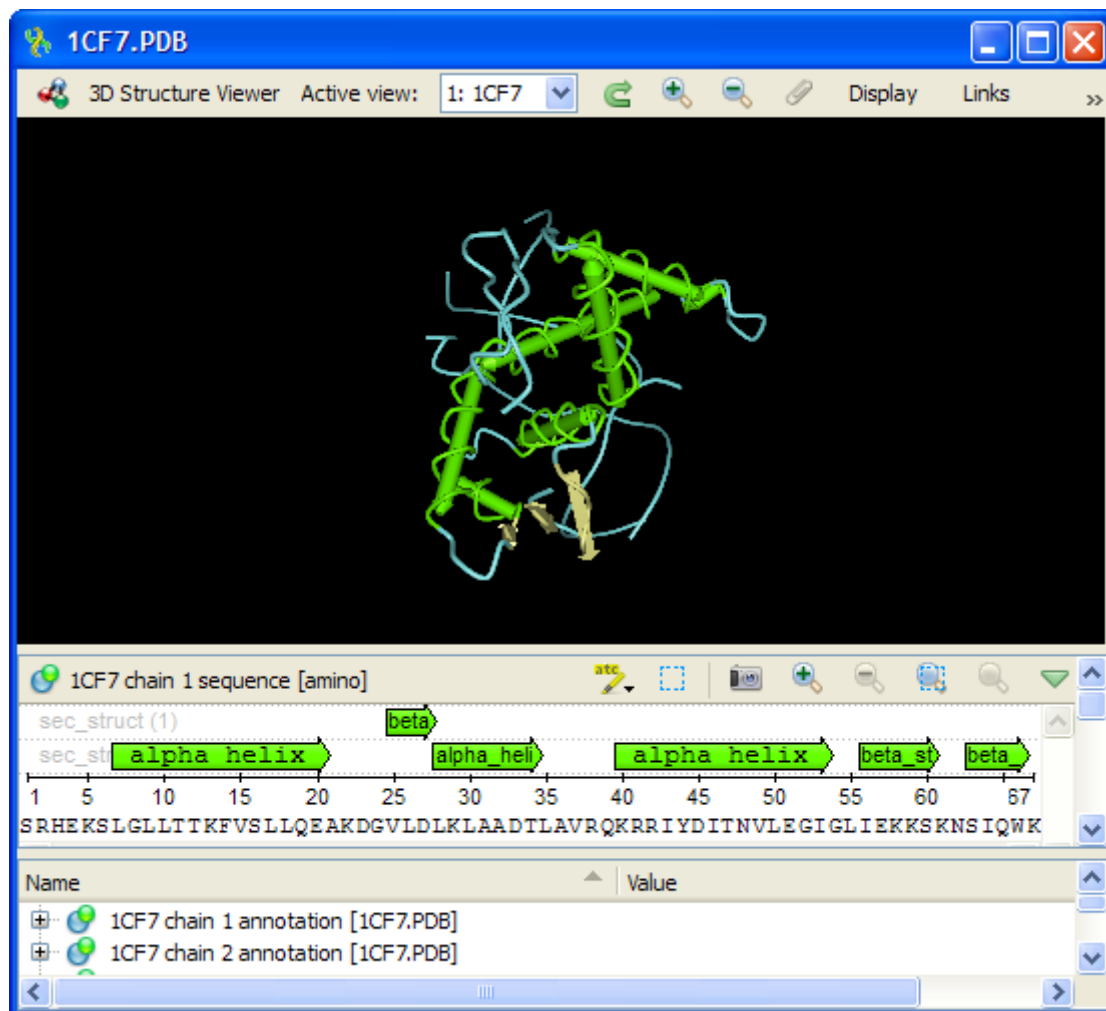 1CF7.PDB
3D Structure Viewer Active view: 1: 1CF7 Display Links »
1CF7 chain 1 sequence [amino]
sec_struct (1)
beta
sec_str alpha helix alpha_heli alpha helix beta_st beta_
1 5 10 15 20 25 30 35 40 45 50 55 60 67
SRHEKSLGLLTTKFVSLLQEAKDGVLDLKLAADTLAVRQKRRIYDITNVLEGIGLIEKKSKNSIQWK
Name Value
1CF7 chain 1 annotation [1CF7.PDB]
1CF7 chain 2 annotation [1CF7.PDB]